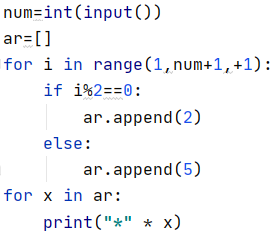 num=int(input())
ar=[]
for i in range(1,num+1,+1):
    if i%2==0:
        ar.append(2)
    else:
        ar.append(5)
for x in ar:
    print("*" * x)